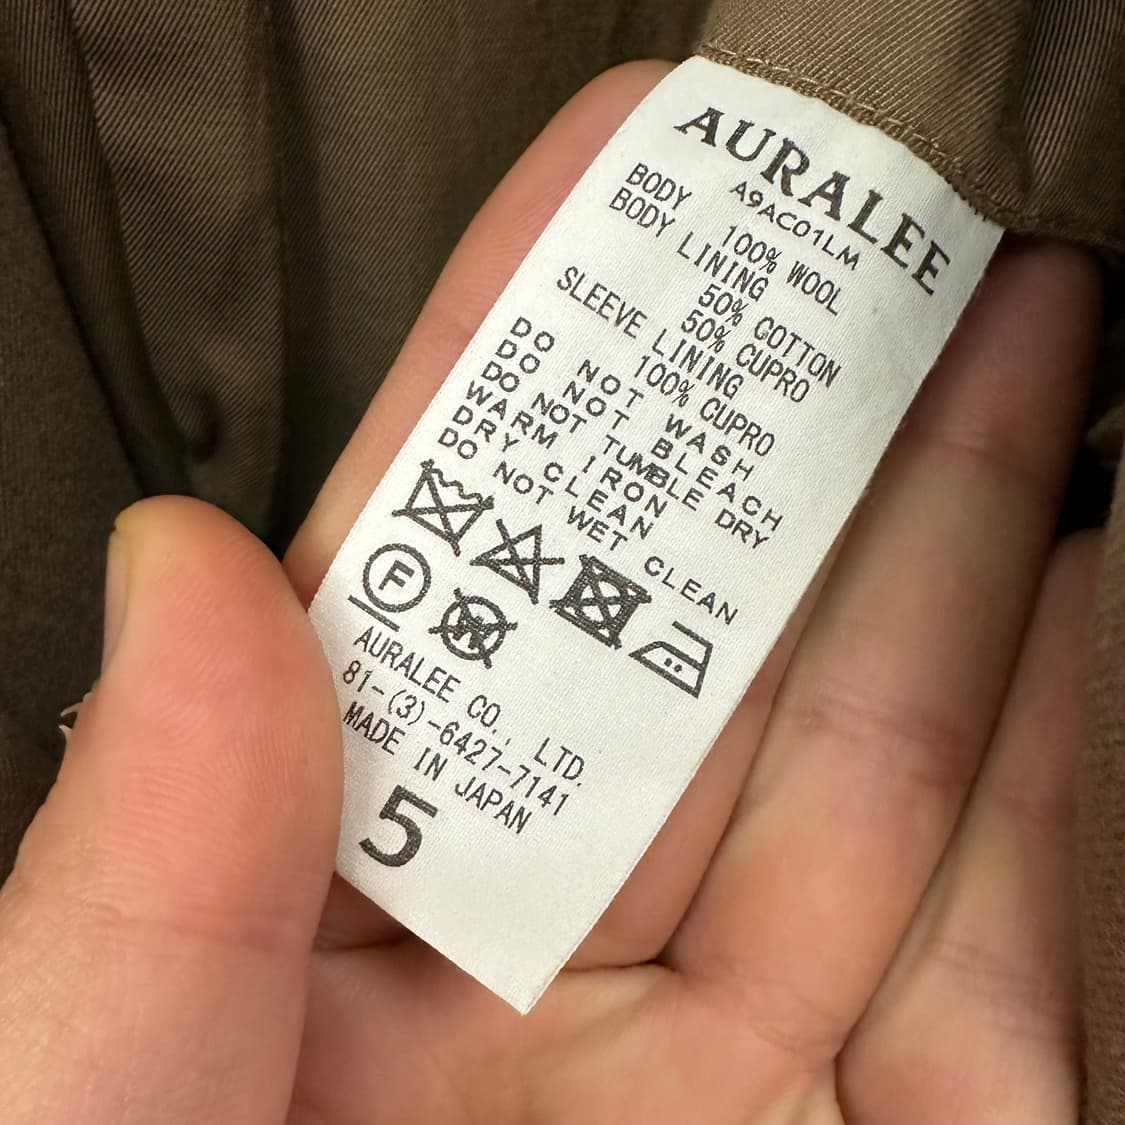 AURALEE
A9AC01LM
BODY
100% WOOL
BODY LINING
50% COTTON
50% CUPRO
SLEEVE LINING
100% CUPRO
DO NOT WASH
DO NOT BLEACH
DO NOT TUMBLE DRY
WARM IRON
DRY CLEAN
DO NOT WET CLEAN
F
W
AURALEE CO., LTD.
81-(3)-6427-7141
MADE IN JAPAN
5